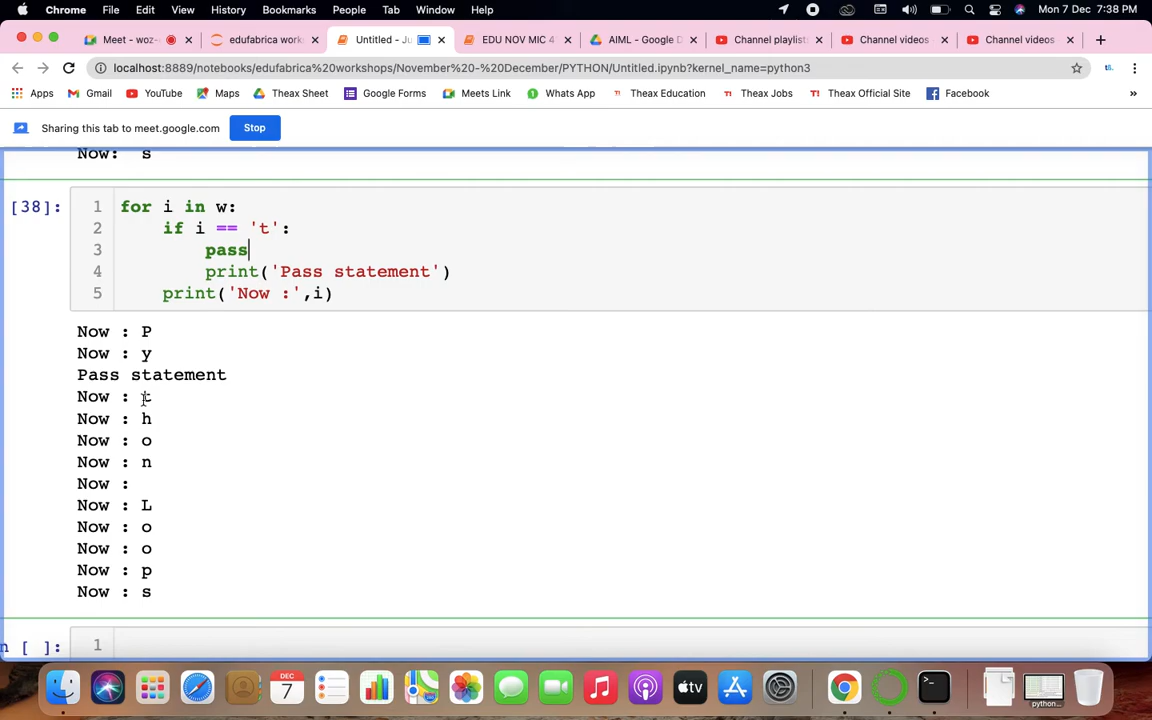 Chrome File Edit View History Bookmarks People Tab Window Help Mon 7 Dec 7:38 PM
Meet - woz- edufabrica work Untitled - Ju EDU NOV MIC 4 AIML - Google D Channel playlists Channel videos - Channel videos -
localhost:8889/notebooks/edufabrica%20workshops/November%20-%20December/PYTHON/Untitled.ipynb?kernel_name=python3
Apps Gmail YouTube Maps Theax Sheet Google Forms Meets Link Whats App Theax Education Theax Jobs Theax Official Site Facebook »
Sharing this tab to meet.google.com Stop
Now: s
[38]: 1 for i in w:
2 if i == 't':
3 pass
4 print('Pass statement')
5 print('Now :',i)
Now : P
Now : y
Pass statement
Now : t
Now : h
Now : o
Now : n
Now :
Now : L
Now : o
Now : o
Now : p
Now : s
n [ ]: 1
DEC
7
tv
python